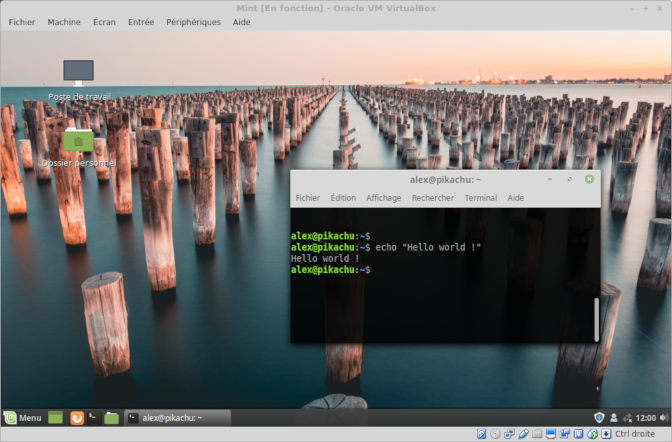 Mint [En fonction] - Oracle VM VirtualBox
Fichier Machine Écran Entrée Périphériques Aide
Poste de travail
Dossier personnel
alex@pikachu: ~
Fichier Édition Affichage Rechercher Terminal Aide
alex@pikachu:~$
alex@pikachu:~$ echo "Hello world !"
Hello world !
alex@pikachu:~$
Menu alex@pikachu: ~ 12:00
Ctrl droite